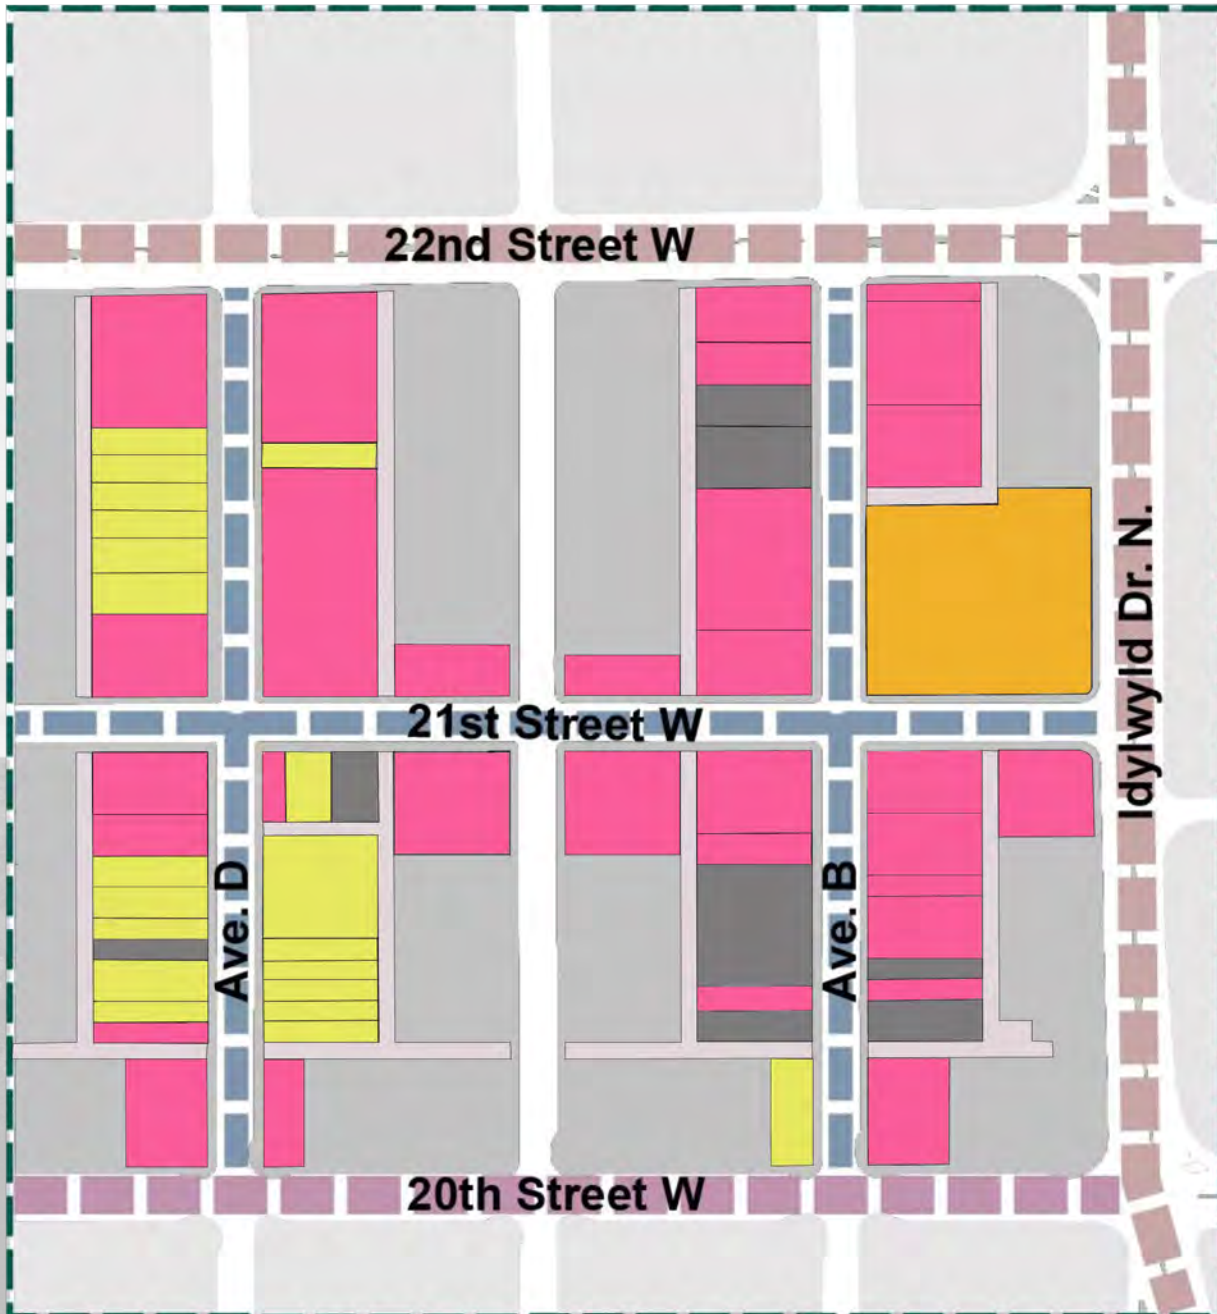 22nd Street W
Idylwyld Dr. N.
21st Street W
Ave. D
Ave. B
20th Street W